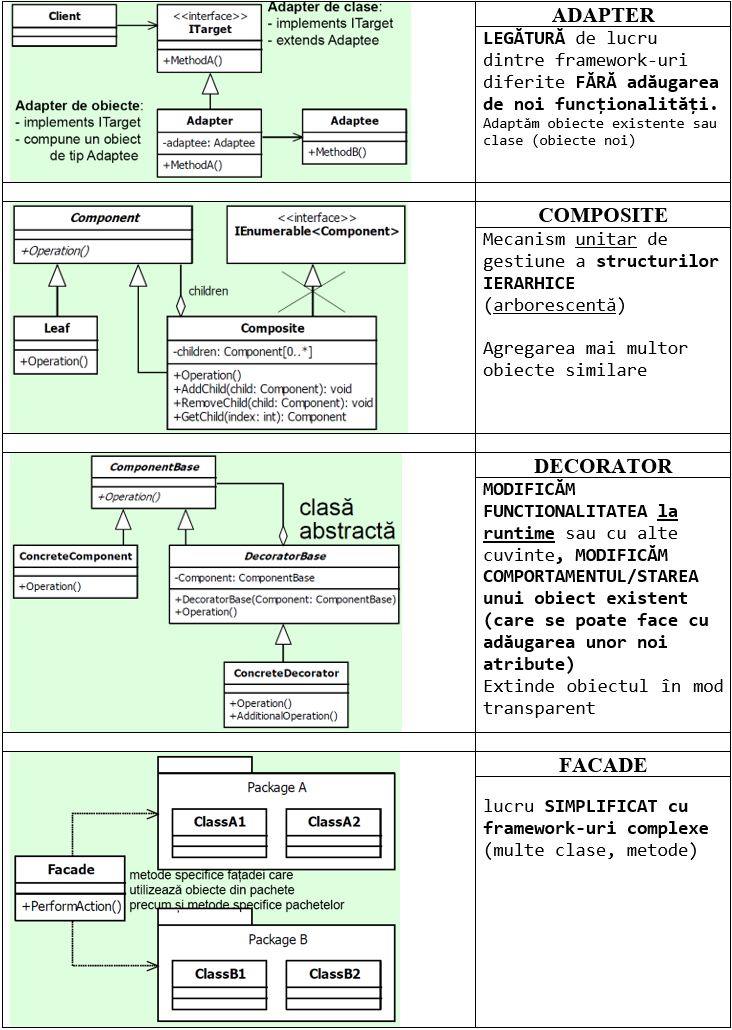 Client
<<interface>>
ITarget
+MethodA()
Adapter de clase:
- implements ITarget
- extends Adaptee
Adapter de obiecte:
- implements ITarget
- compune un obiect
de tip Adaptee
Adapter
-adaptee: Adaptee
+MethodA()
Adaptee
+MethodB()
ADAPTER
LEGĂTURĂ de lucru
dintre framework-uri
diferite FĂRĂ adăugarea
de noi funcționalități.
Adaptăm obiecte existente sau
clase (obiecte noi)
Component
+Operation()
<<interface>>
IEnumerable<Component>
children
Leaf
+Operation()
Composite
-children: Component[0..*]
+Operation()
+AddChild(child: Component): void
+RemoveChild(child: Component): void
+GetChild(index: int): Component
COMPOSITE
Mecanism unitar de
gestiune a structurilor
IERARHICE
(arborescentă)
Agregarea mai multor
obiecte similare
ComponentBase
+Operation()
clasă
abstractă
ConcreteComponent
+Operation()
DecoratorBase
-Component: ComponentBase
+DecoratorBase(Component: ComponentBase)
+Operation()
ConcreteDecorator
+Operation()
+AdditionalOperation()
DECORATOR
MODIFICĂM
FUNCTIONALITATEA la
runtime sau cu alte
cuvinte, MODIFICĂM
COMPORTAMENTUL/STAREA
unui obiect existent
(care se poate face cu
adăugarea unor noi
atribute)
Extinde obiectul în mod
transparent
Package A
ClassA1
ClassA2
Facade
+PerformAction()
metode specifice fațadei care
utilizează obiecte din pachete
precum și metode specifice pachetelor
Package B
ClassB1
ClassB2
FACADE
lucru SIMPLIFICAT cu
framework-uri complexe
(multe clase, metode)